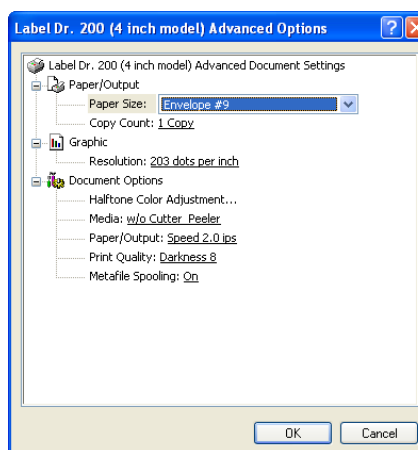 Label Dr. 200 (4 inch model) Advanced Options
Label Dr. 200 (4 inch model) Advanced Document Settings
Paper/Output
Paper Size: Envelope #9
Copy Count: 1 Copy
Graphic
Resolution: 203 dots per inch
Document Options
Halftone Color Adjustment...
Media: w/o Cutter_Peeler
Paper/Output: Speed 2.0 ips
Print Quality: Darkness 8
Metafile Spooling: On
OK Cancel